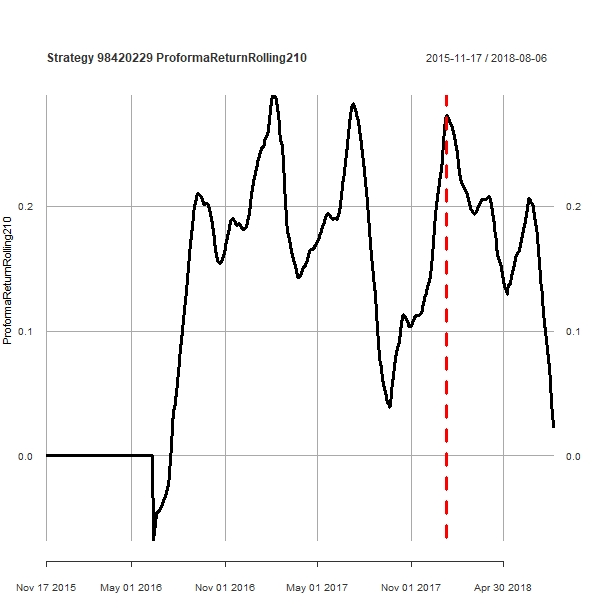 Strategy 98420229 ProformaReturnRolling210
2015-11-17 / 2018-08-06
ProformaReturnRolling210
0.2
0.2
0.1
0.1
0.0
0.0
Nov 17 2015
May 01 2016
Nov 01 2016
May 01 2017
Nov 01 2017
Apr 30 2018